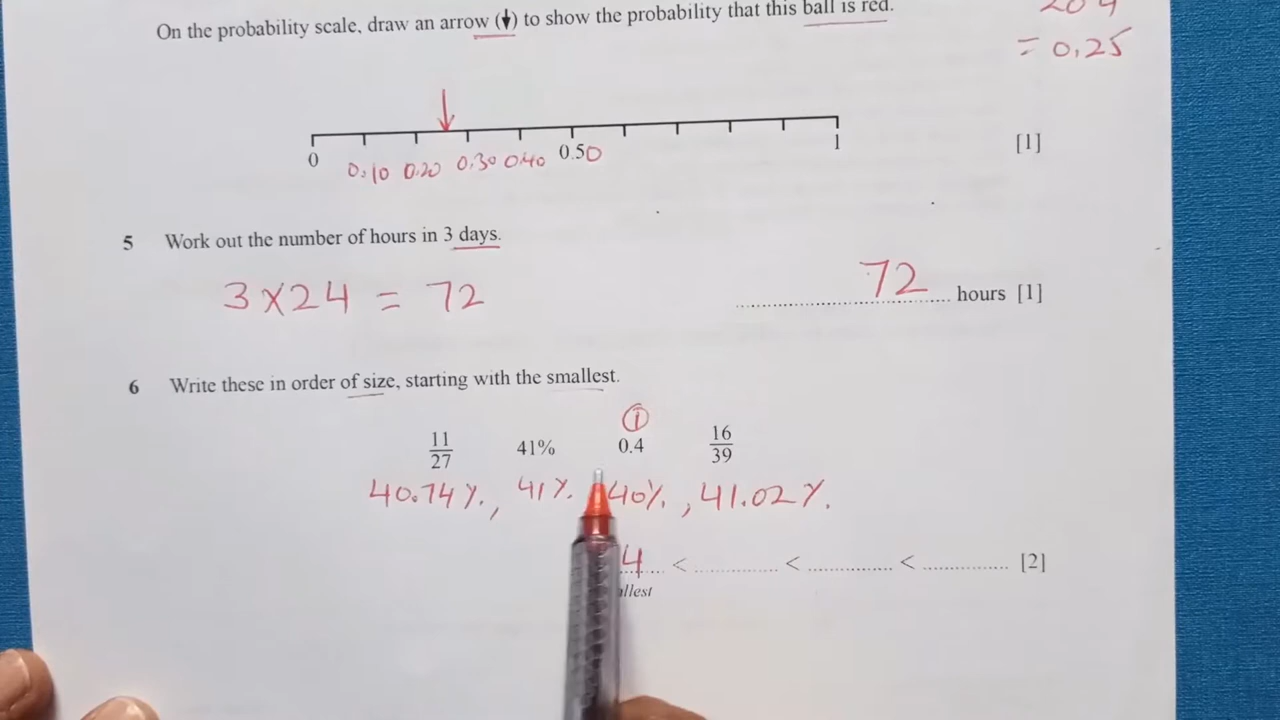 On the probability scale, draw an arrow (↓) to show the probability that this ball is red.
= 0.25
0 0.10 0.20 0.30 0.40 0.50 1 [1]
5 Work out the number of hours in 3 days.
3 X 24 = 72 72 hours [1]
6 Write these in order of size, starting with the smallest.
①
11/27 41% 0.4 16/39
40.74%, 41% 40%, 41.02%.
4 < .................. < .................. < .................. [2]